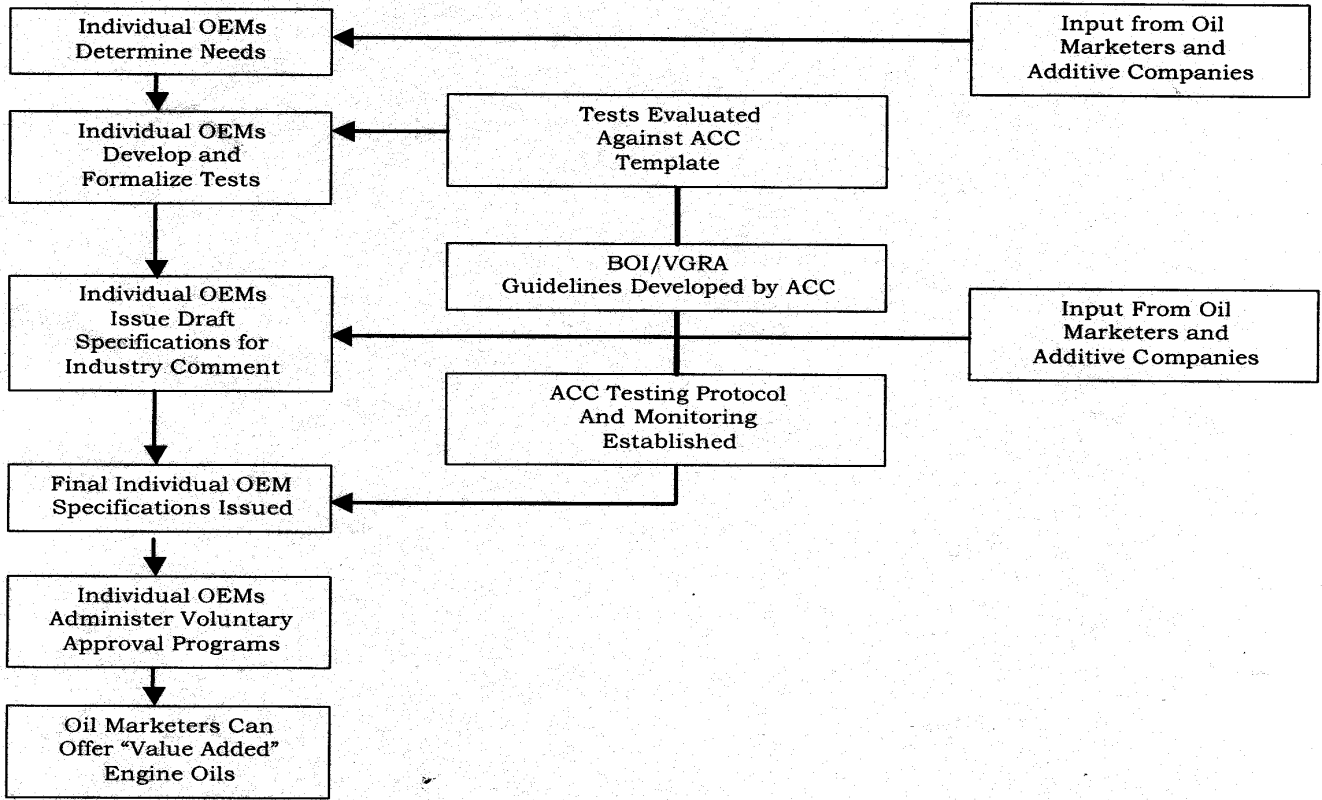 Individual OEMs
Determine Needs
Input from Oil
Marketers and
Additive Companies
Individual OEMs
Develop and
Formalize Tests
Tests Evaluated
Against ACC
Template
BOI/VGRA
Guidelines Developed by ACC
Individual OEMs
Issue Draft
Specifications for
Industry Comment
Input From Oil
Marketers and
Additive Companies
ACC Testing Protocol
And Monitoring
Established
Final Individual OEM
Specifications Issued
Individual OEMs
Administer Voluntary
Approval Programs
Oil Marketers Can
Offer “Value Added”
Engine Oils